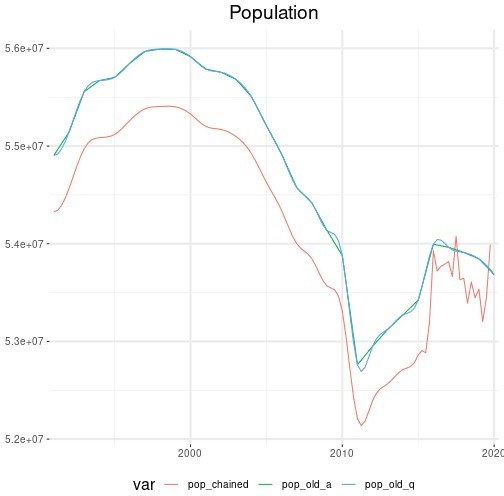 Population
5.6e+07
5.5e+07
5.4e+07
5.3e+07
5.2e+07
2000 2010 2020
var pop_chained pop_old_a pop_old_q